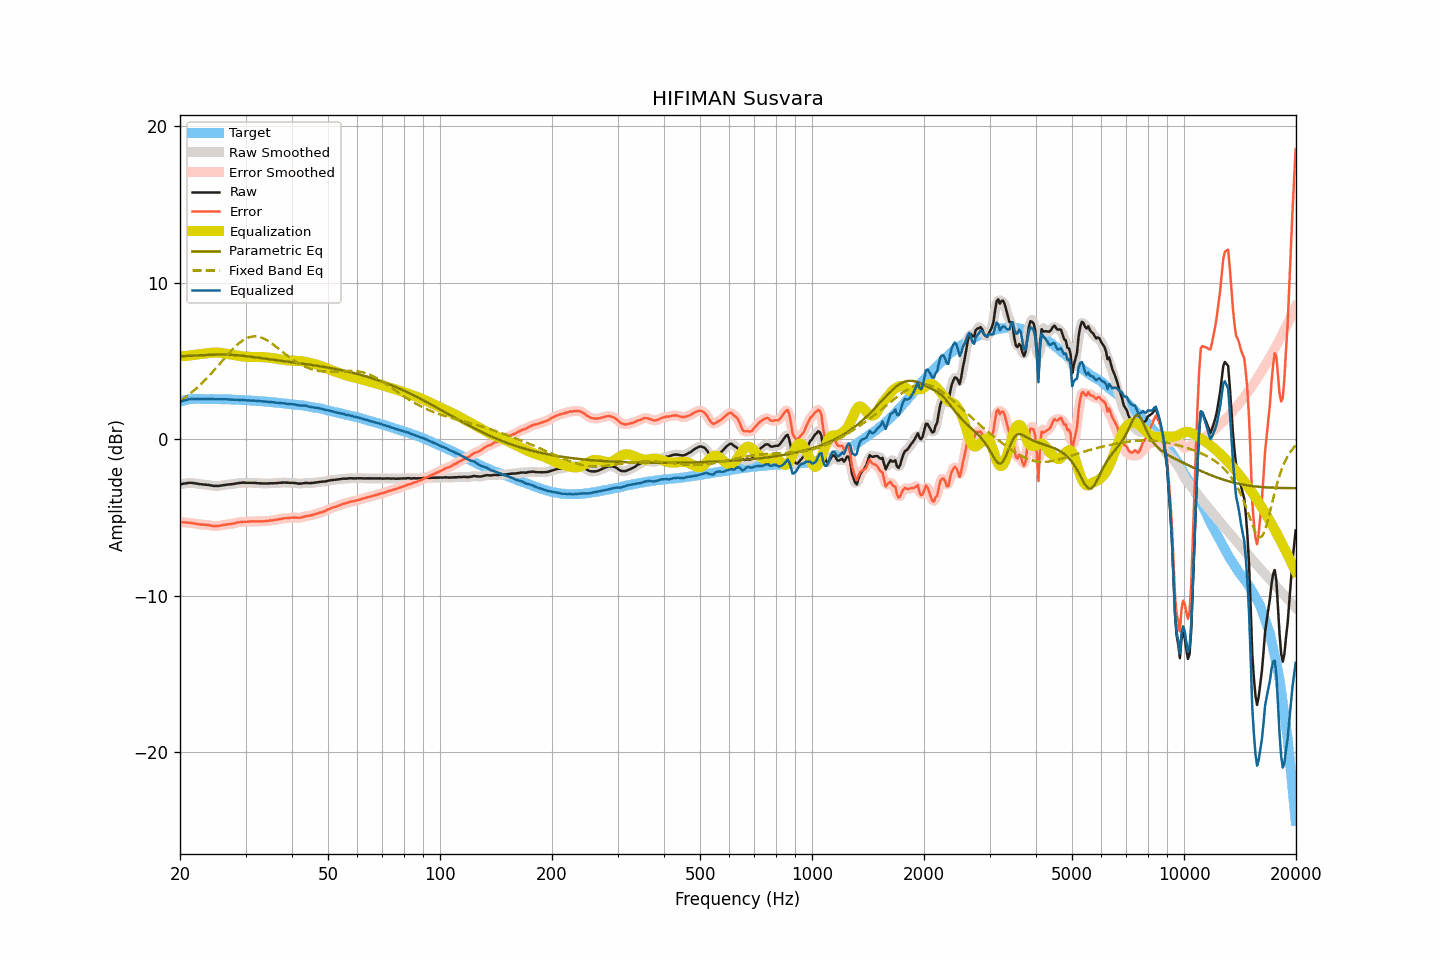 HIFIMAN Susvara
20
10
0
−10
−20
Amplitude (dBr)
Target
Raw Smoothed
Error Smoothed
Raw
Error
Equalization
Parametric Eq
Fixed Band Eq
Equalized
20 50 100 200 500 1000 2000 5000 10000 20000
Frequency (Hz)